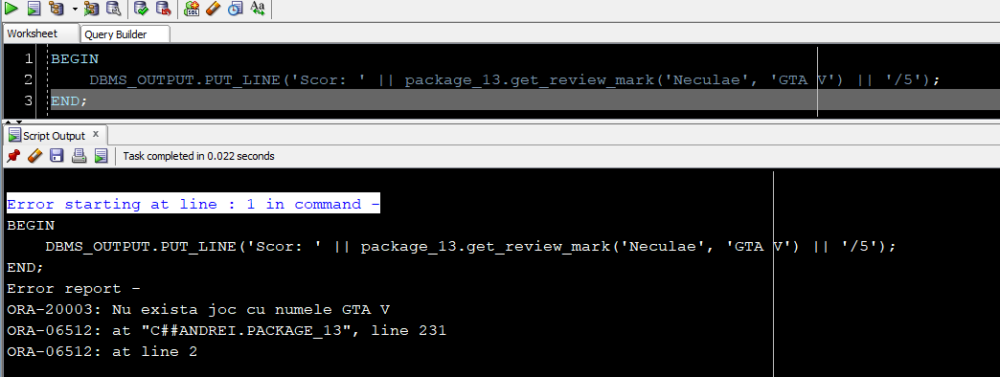 SQL
Aa
Worksheet Query Builder
1 BEGIN
2 DBMS_OUTPUT.PUT_LINE('Scor: ' || package_13.get_review_mark('Neculae', 'GTA V') || '/5');
3 END;
Script Output x
Task completed in 0.022 seconds
Error starting at line : 1 in command -
BEGIN
DBMS_OUTPUT.PUT_LINE('Scor: ' || package_13.get_review_mark('Neculae', 'GTA V') || '/5');
END;
Error report -
ORA-20003: Nu exista joc cu numele GTA V
ORA-06512: at "C##ANDREI.PACKAGE_13", line 231
ORA-06512: at line 2